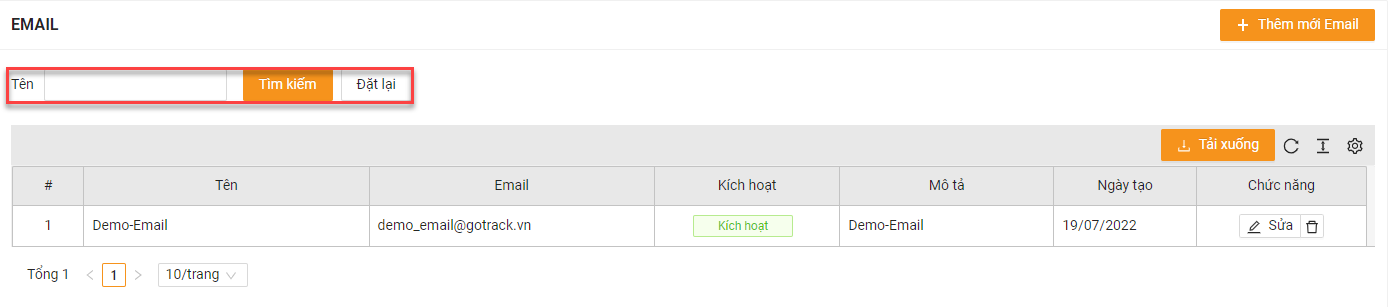 EMAIL
+ Thêm mới Email
Tên Tìm kiếm Đặt lại
Tải xuống
# Tên Email Kích hoạt Mô tả Ngày tạo Chức năng
1 Demo-Email demo_email@gotrack.vn Kích hoạt Demo-Email 19/07/2022 Sửa
Tổng 1 < 1 > 10/trang